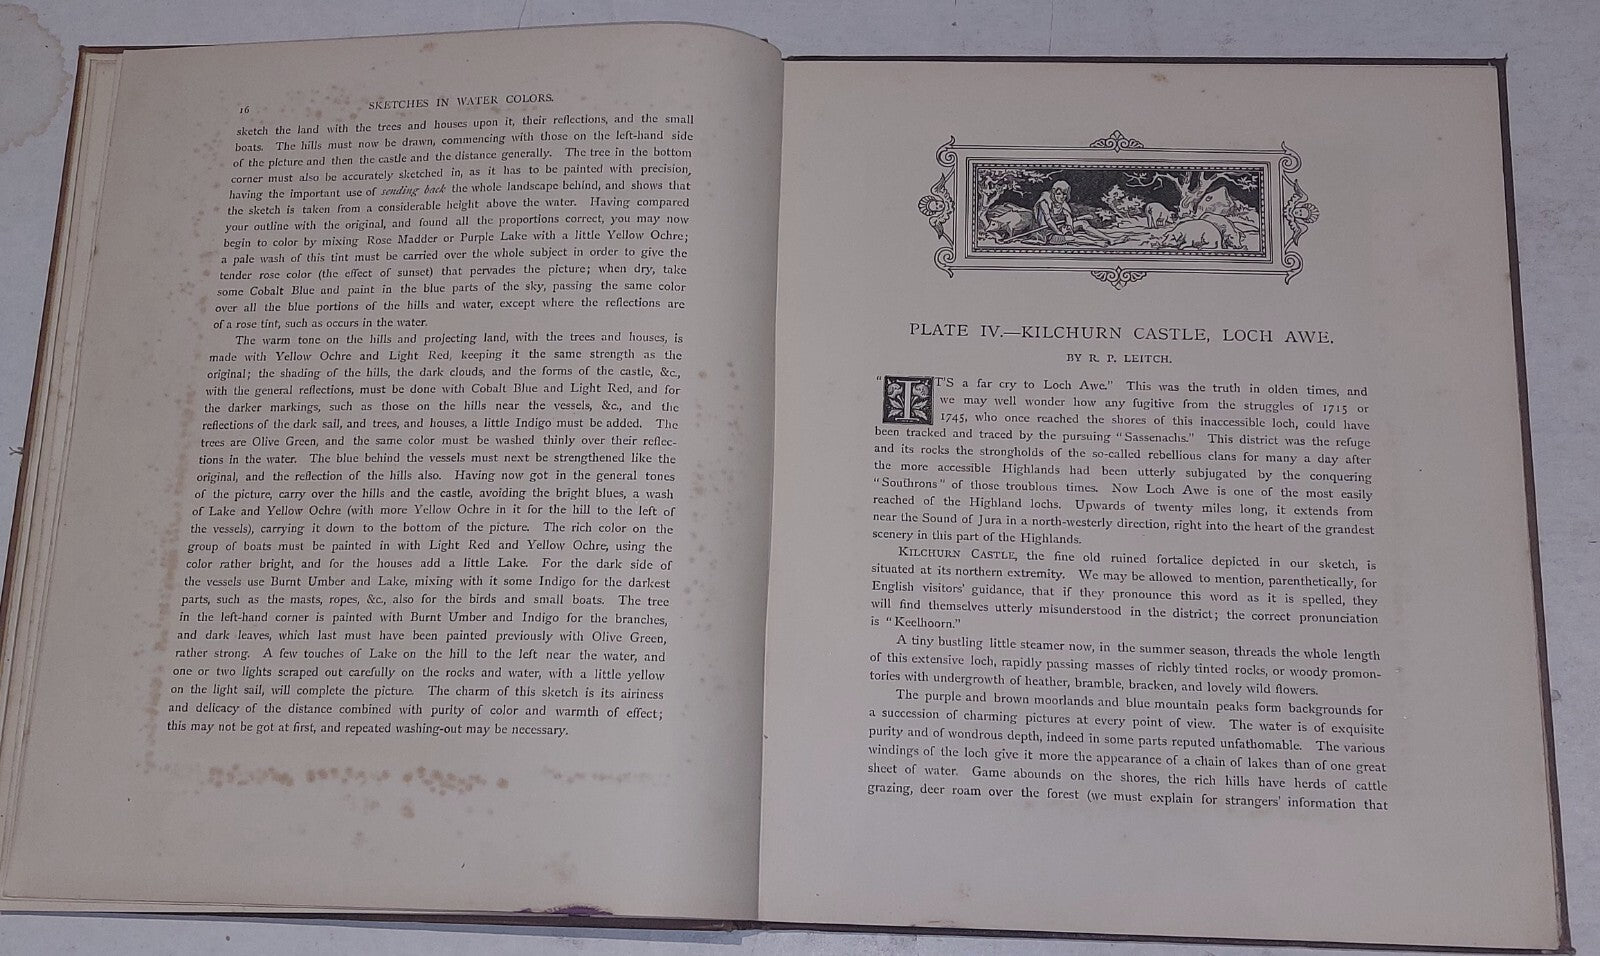 16
SKETCHES IN WATER COLORS.
sketch the land with the trees and houses upon it, their reflections, and the small
boats. The hills must now be drawn, commencing with those on the left-hand side
of the picture and then the castle and the distance generally. The tree in the bottom
corner must also be accurately sketched in, as it has to be painted with precision,
having the important use of sending back the whole landscape behind, and shows that
the sketch is taken from a considerable height above the water. Having compared
your outline with the original, and found all the proportions correct, you may now
begin to color by mixing Rose Madder or Purple Lake with a little Yellow Ochre;
a pale wash of this tint must be carried over the whole subject in order to give the
tender rose color (the effect of sunset) that pervades the picture; when dry, take
some Cobalt Blue and paint in the blue parts of the sky, passing the same color
over all the blue portions of the hills and water, except where the reflections are
of a rose tint, such as occurs in the water.
The warm tone on the hills and projecting land, with the trees and houses, is
made with Yellow Ochre and Light Red, keeping it the same strength as the
original; the shading of the hills, the dark clouds, and the forms of the castle, &c.,
with the general reflections, must be done with Cobalt Blue and Light Red, and for
the darker markings, such as those on the hills near the vessels, &c., and the
reflections of the dark sail, and trees, and houses, a little Indigo must be added. The
trees are Olive Green, and the same color must be washed thinly over their reflec-
tions in the water. The blue behind the vessels must next be strengthened like the
original, and the reflection of the hills also. Having now got in the general tones
of the picture, carry over the hills and the castle, avoiding the bright blues, a wash
of Lake and Yellow Ochre (with more Yellow Ochre in it for the hill to the left of
the vessels), carrying it down to the bottom of the picture. The rich color on the
group of boats must be painted in with Light Red and Yellow Ochre, using the
color rather bright, and for the houses add a little Lake. For the dark side of
the vessels use Burnt Umber and Lake, mixing with it some Indigo for the darkest
parts, such as the masts, ropes, &c., also for the birds and small boats. The tree
in the left-hand corner is painted with Burnt Umber and Indigo for the branches,
and dark leaves, which last must have been painted previously with Olive Green,
rather strong. A few touches of Lake on the hill to the left near the water, and
one or two lights scraped out carefully on the rocks and water, with a little yellow
on the light sail, will complete the picture. The charm of this sketch is its airiness
and delicacy of the distance combined with purity of color and warmth of effect;
this may not be got at first, and repeated washing-out may be necessary.
PLATE IV.—KILCHURN CASTLE, LOCH AWE.
BY R. P. LEITCH.
"IT'S a far cry to Loch Awe." This was the truth in olden times, and
we may well wonder how any fugitive from the struggles of 1715 or
1745, who once reached the shores of this inaccessible loch, could have
been tracked and traced by the pursuing "Sassenachs." This district was the refuge
and its rocks the strongholds of the so-called rebellious clans for many a day after
the more accessible Highlands had been utterly subjugated by the conquering
"Southrons" of those troublous times. Now Loch Awe is one of the most easily
reached of the Highland lochs. Upwards of twenty miles long, it extends from
near the Sound of Jura in a north-westerly direction, right into the heart of the grandest
scenery in this part of the Highlands.
KILCHURN CASTLE, the fine old ruined fortalice depicted in our sketch, is
situated at its northern extremity. We may be allowed to mention, parenthetically, for
English visitors' guidance, that if they pronounce this word as it is spelled, they
will find themselves utterly misunderstood in the district; the correct pronunciation
is "Keelhoorn."
A tiny bustling little steamer now, in the summer season, threads the whole length
of this extensive loch, rapidly passing masses of richly tinted rocks, or woody promon-
tories with undergrowth of heather, bramble, bracken, and lovely wild flowers.
The purple and brown moorlands and blue mountain peaks form backgrounds for
a succession of charming pictures at every point of view. The water is of exquisite
purity and of wondrous depth, indeed in some parts reputed unfathomable. The various
windings of the loch give it more the appearance of a chain of lakes than of one great
sheet of water. Game abounds on the shores, the rich hills have herds of cattle
grazing, deer roam over the forest (we must explain for strangers' information that